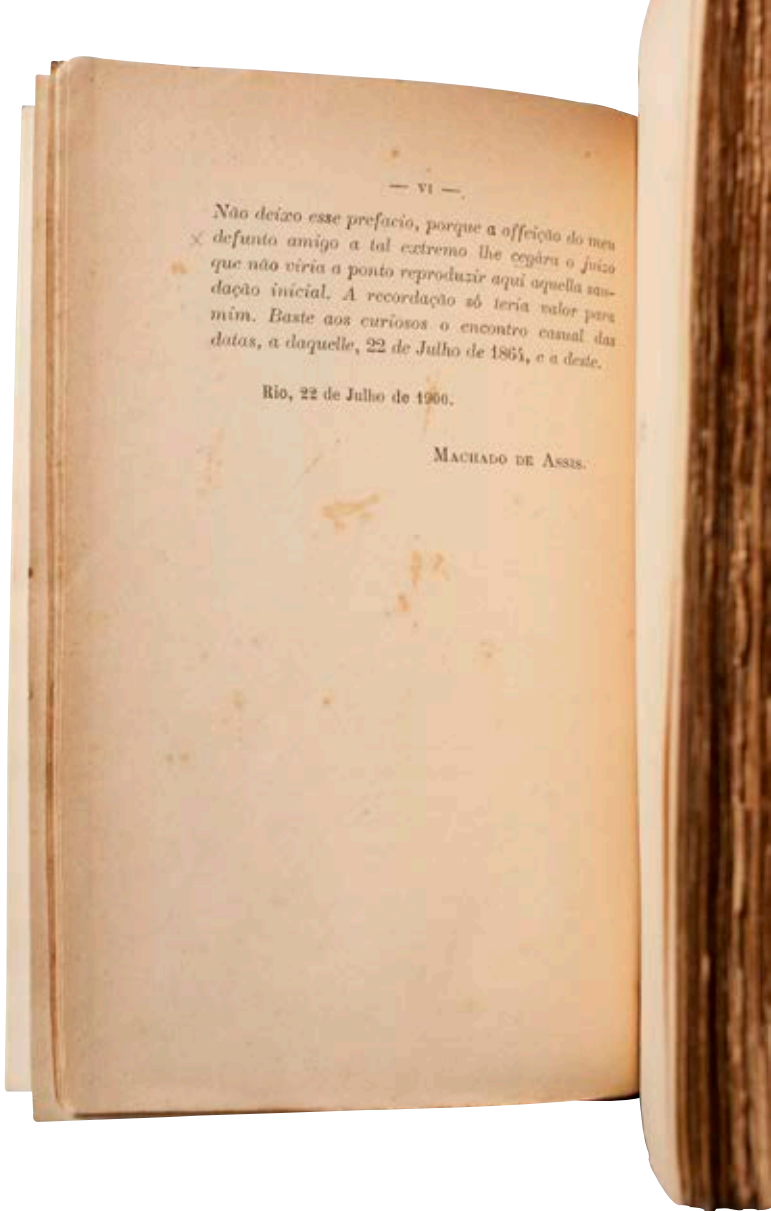 — VI —
Não deixo esse prefacio, porque a affeição do meu
defunto amigo a tal extremo lhe cegára o juizo
que não viria a ponto reproduzir aqui aquella sau-
dação inicial. A recordação só teria valor para
mim. Baste aos curiosos o encontro casual das
datas, a daquelle, 22 de Julho de 1864, e a deste.
Rio, 22 de Julho de 1900.
MACHADO DE ASSIS.